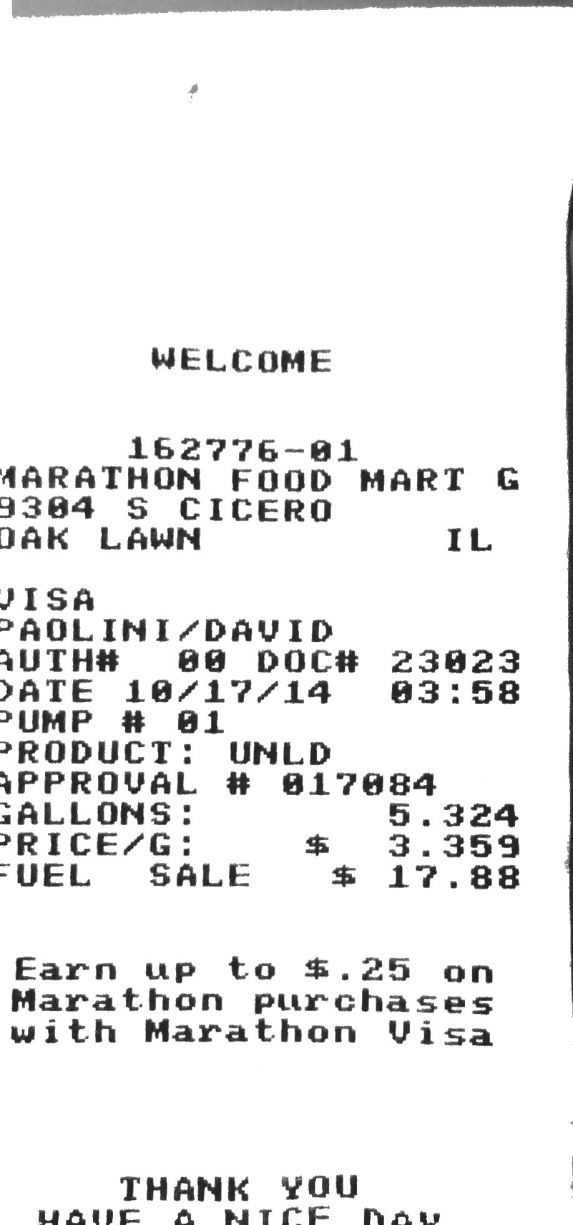 WELCOME
162776-01
MARATHON FOOD MART G
9304 S CICERO
OAK LAWN IL
VISA
PAOLINI/DAVID
AUTH# 00 DOC# 23023
DATE 10/17/14 03:58
PUMP # 01
PRODUCT: UNLD
APPROVAL # 017084
GALLONS: 5.324
PRICE/G: $ 3.359
FUEL SALE $ 17.88
Earn up to $.25 on
Marathon purchases
with Marathon Visa
THANK YOU
HAVE A NICE DAY